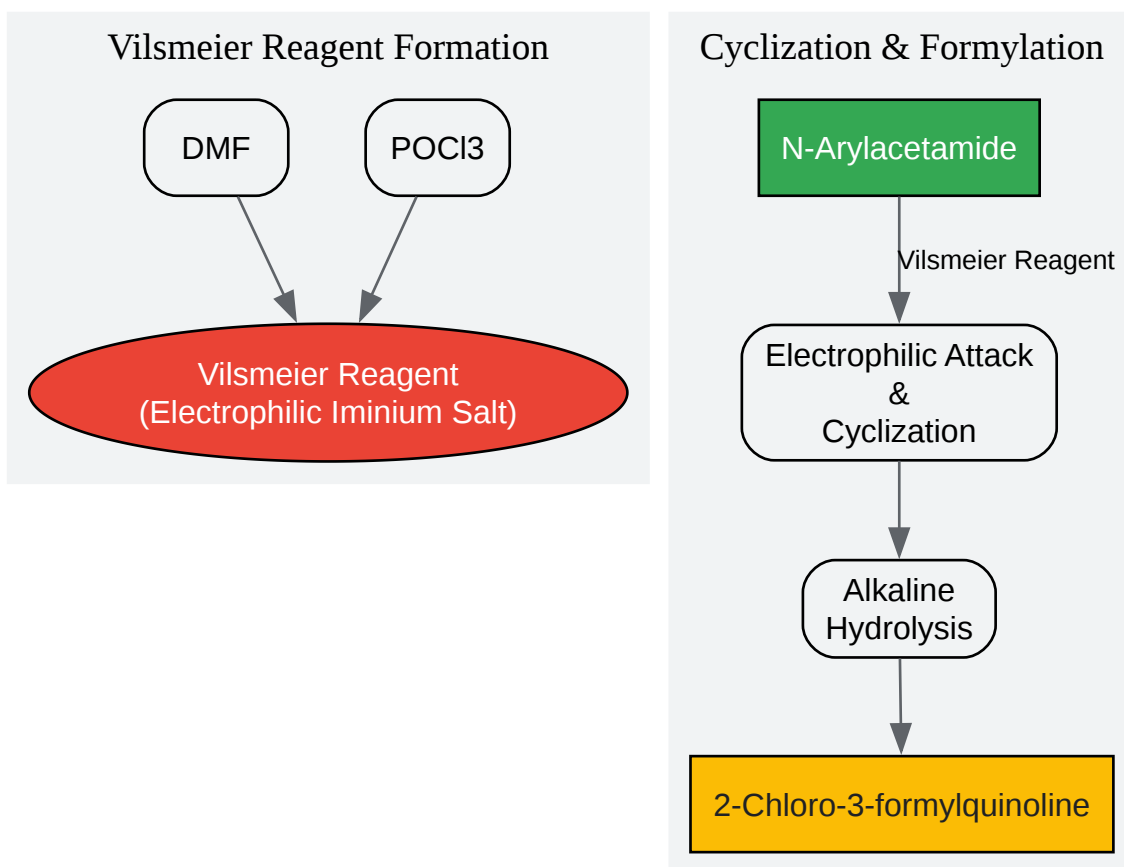 Vilsmeier Reagent Formation
DMF
POCl3
Vilsmeier Reagent
(Electrophilic Iminium Salt)
Cyclization & Formylation
N-Arylacetamide
Vilsmeier Reagent
Electrophilic Attack
&
Cyclization
Alkaline
Hydrolysis
2-Chloro-3-formylquinoline